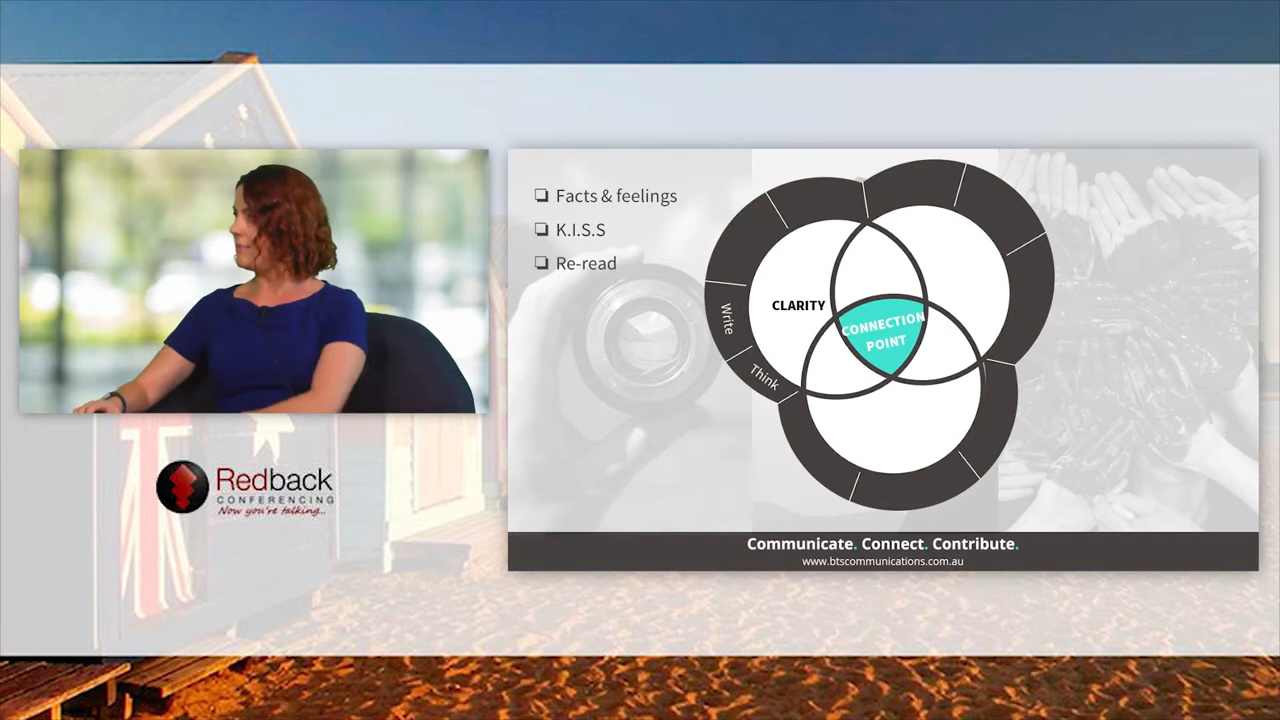 Redback
CONFERENCING
Now you're talking...
❏ Facts & feelings
❏ K.I.S.S
❏ Re-read
CLARITY
CONNECTION
POINT
Write
Think
Communicate. Connect. Contribute.
www.btscommunications.com.au